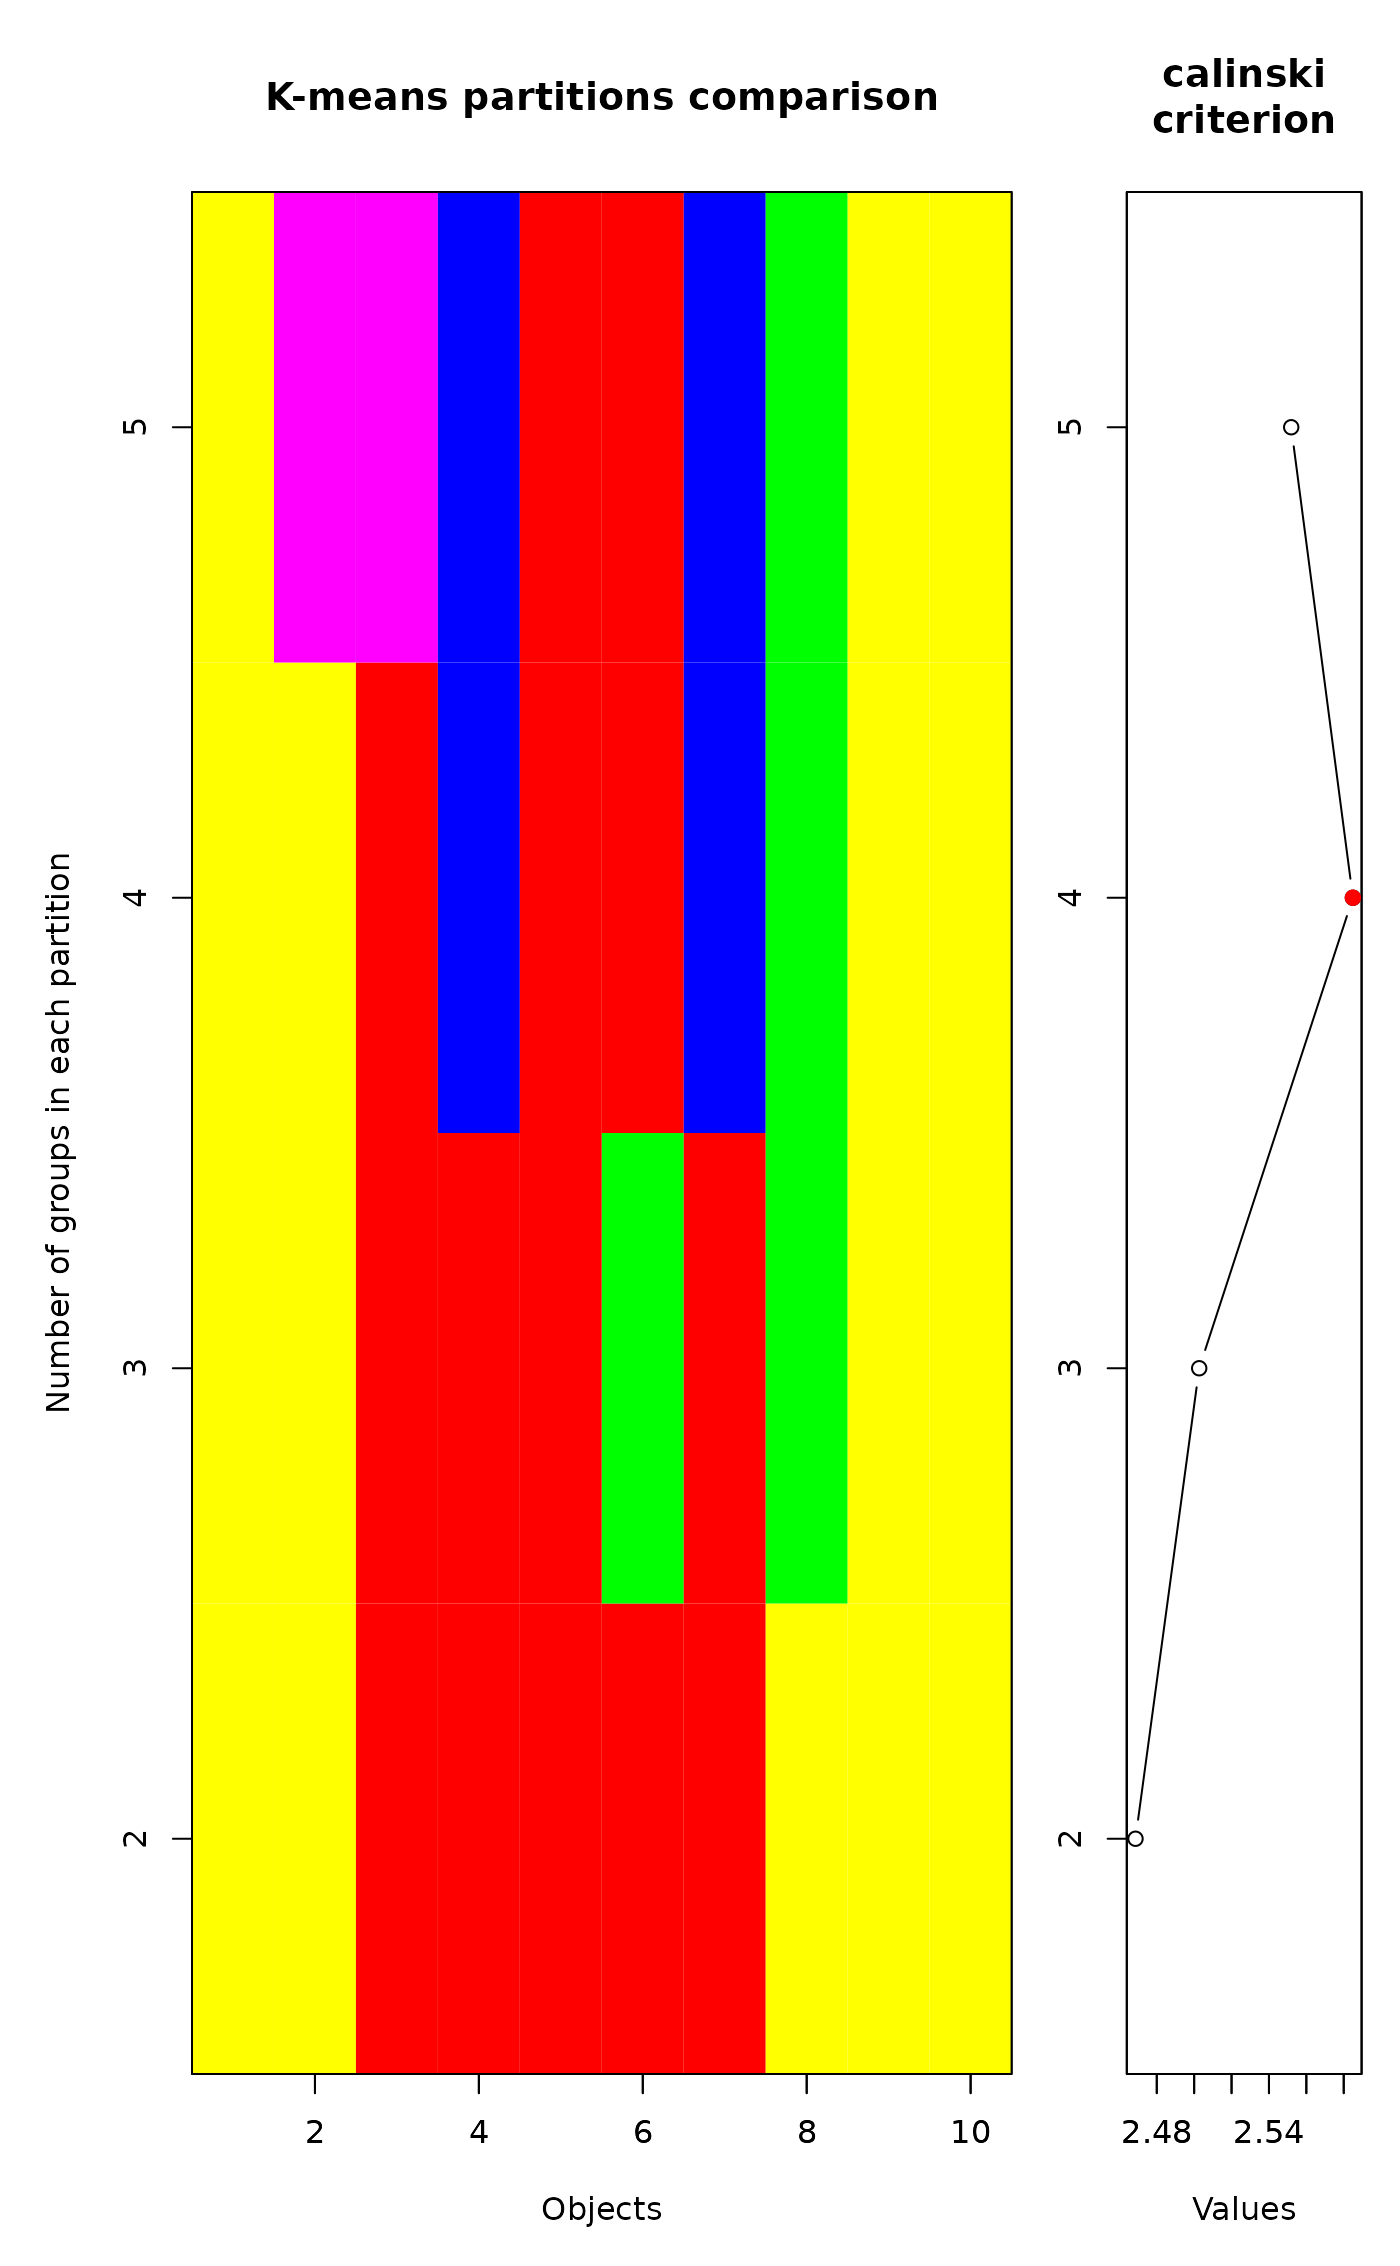 K-means partitions comparison
calinski
criterion
Number of groups in each partition
5
4
3
2
2 4 6 8 10
Objects
5
4
3
2
2.48 2.54
Values